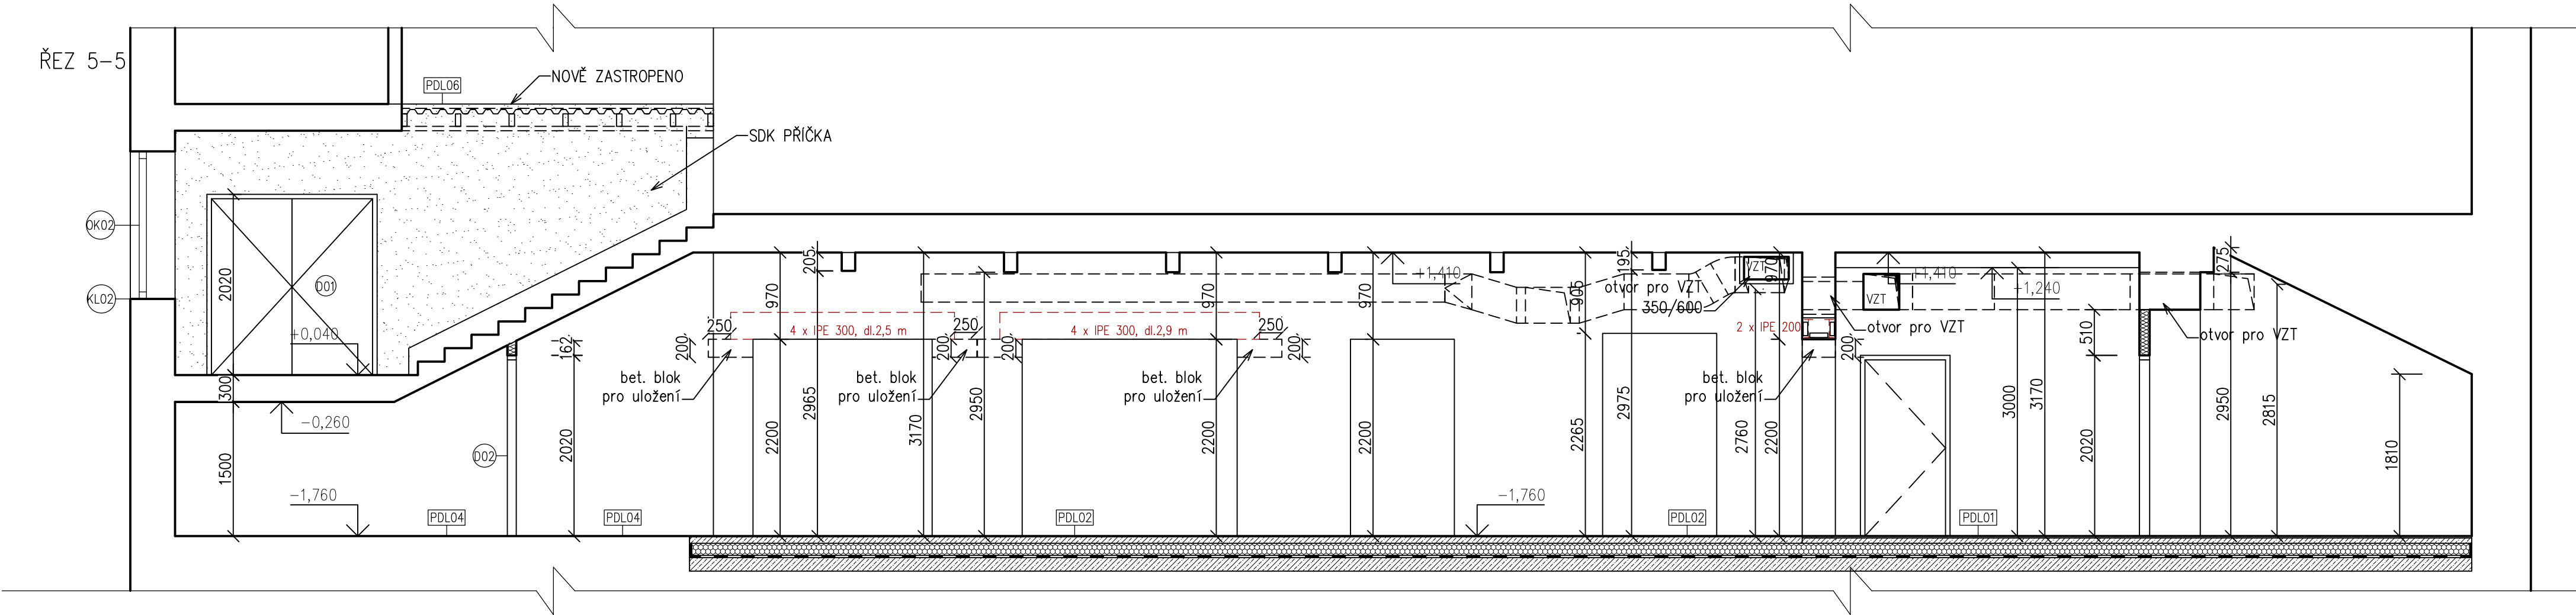 ŘEZ 5-5
PDL06
NOVĚ ZASTROPENO
SDK PŘÍČKA
OK02
KL02
2020
D01
+0,040
300
1500
-0,260
-1,760
PDL04
D02
162
2020
PDL04
250
200
bet. blok
pro uložení
4 x IPE 300, dl.2,5 m
970
2200
205
2965
bet. blok
pro uložení
3170
250
200
2950
200
4 x IPE 300, dl.2,9 m
PDL02
bet. blok
pro uložení
970
2200
250
200
970
2200
+1,410
-1,760
905
2265
195
2975
otvor pro VZT
350/600
PDL02
VZT
970
2760
2200
2 x IPE 200
bet. blok
pro uložení
200
otvor pro VZT
VZT
+1,410
+1,240
PDL01
3000
3170
510
2020
otvor pro VZT
275
2950
2815
1810